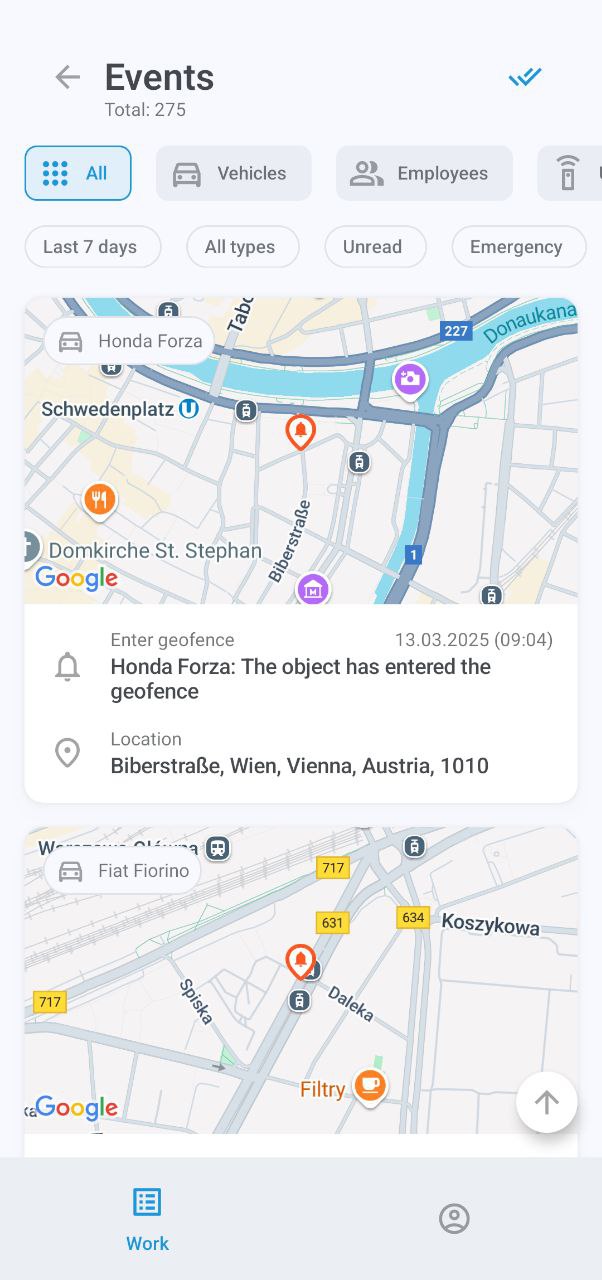 Events
Total: 275
All
Vehicles
Employees
Last 7 days
All types
Unread
Emergency
Honda Forza
Tabo
227
Donaukana
Schwedenplatz U
Biberstraße
1
Domkirche St. Stephan
Google
Enter geofence
13.03.2025 (09:04)
Honda Forza: The object has entered the
geofence
Location
Biberstraße, Wien, Vienna, Austria, 1010
Fiat Fiorino
717
631
634
Koszykowa
717
Spiska
Daleka
Filtry
Google
Work